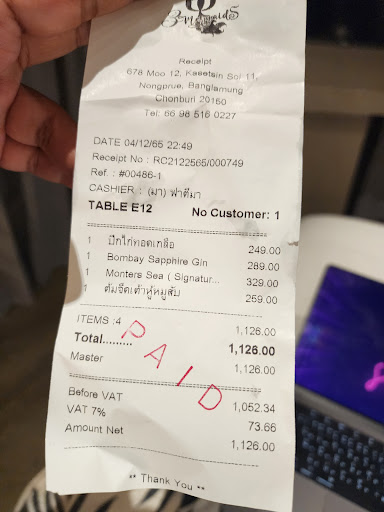 3 Mermaids
Receipt
678 Moo 12, Kasetsin Soi 11,
Nongprue, Banglamung
Chonburi 20150
Tel: 66 98 516 0227
DATE 04/12/65 22:49
Receipt No : RC2122565/000749
Ref. : #00486-1
CASHIER : (มา) ฟาตีมา
TABLE E12 No Customer: 1
1 ปีกไก่ทอดเกลือ 249.00
1 Bombay Sapphire Gin 289.00
1 Monters Sea ( Signatur... 329.00
1 ต้มจืดเต้าหู้หมูสับ 259.00
ITEMS :4 1,126.00
Total......... 1,126.00
Master 1,126.00
PAID
Before VAT 1,052.34
VAT 7% 73.66
Amount Net 1,126.00
** Thank You **